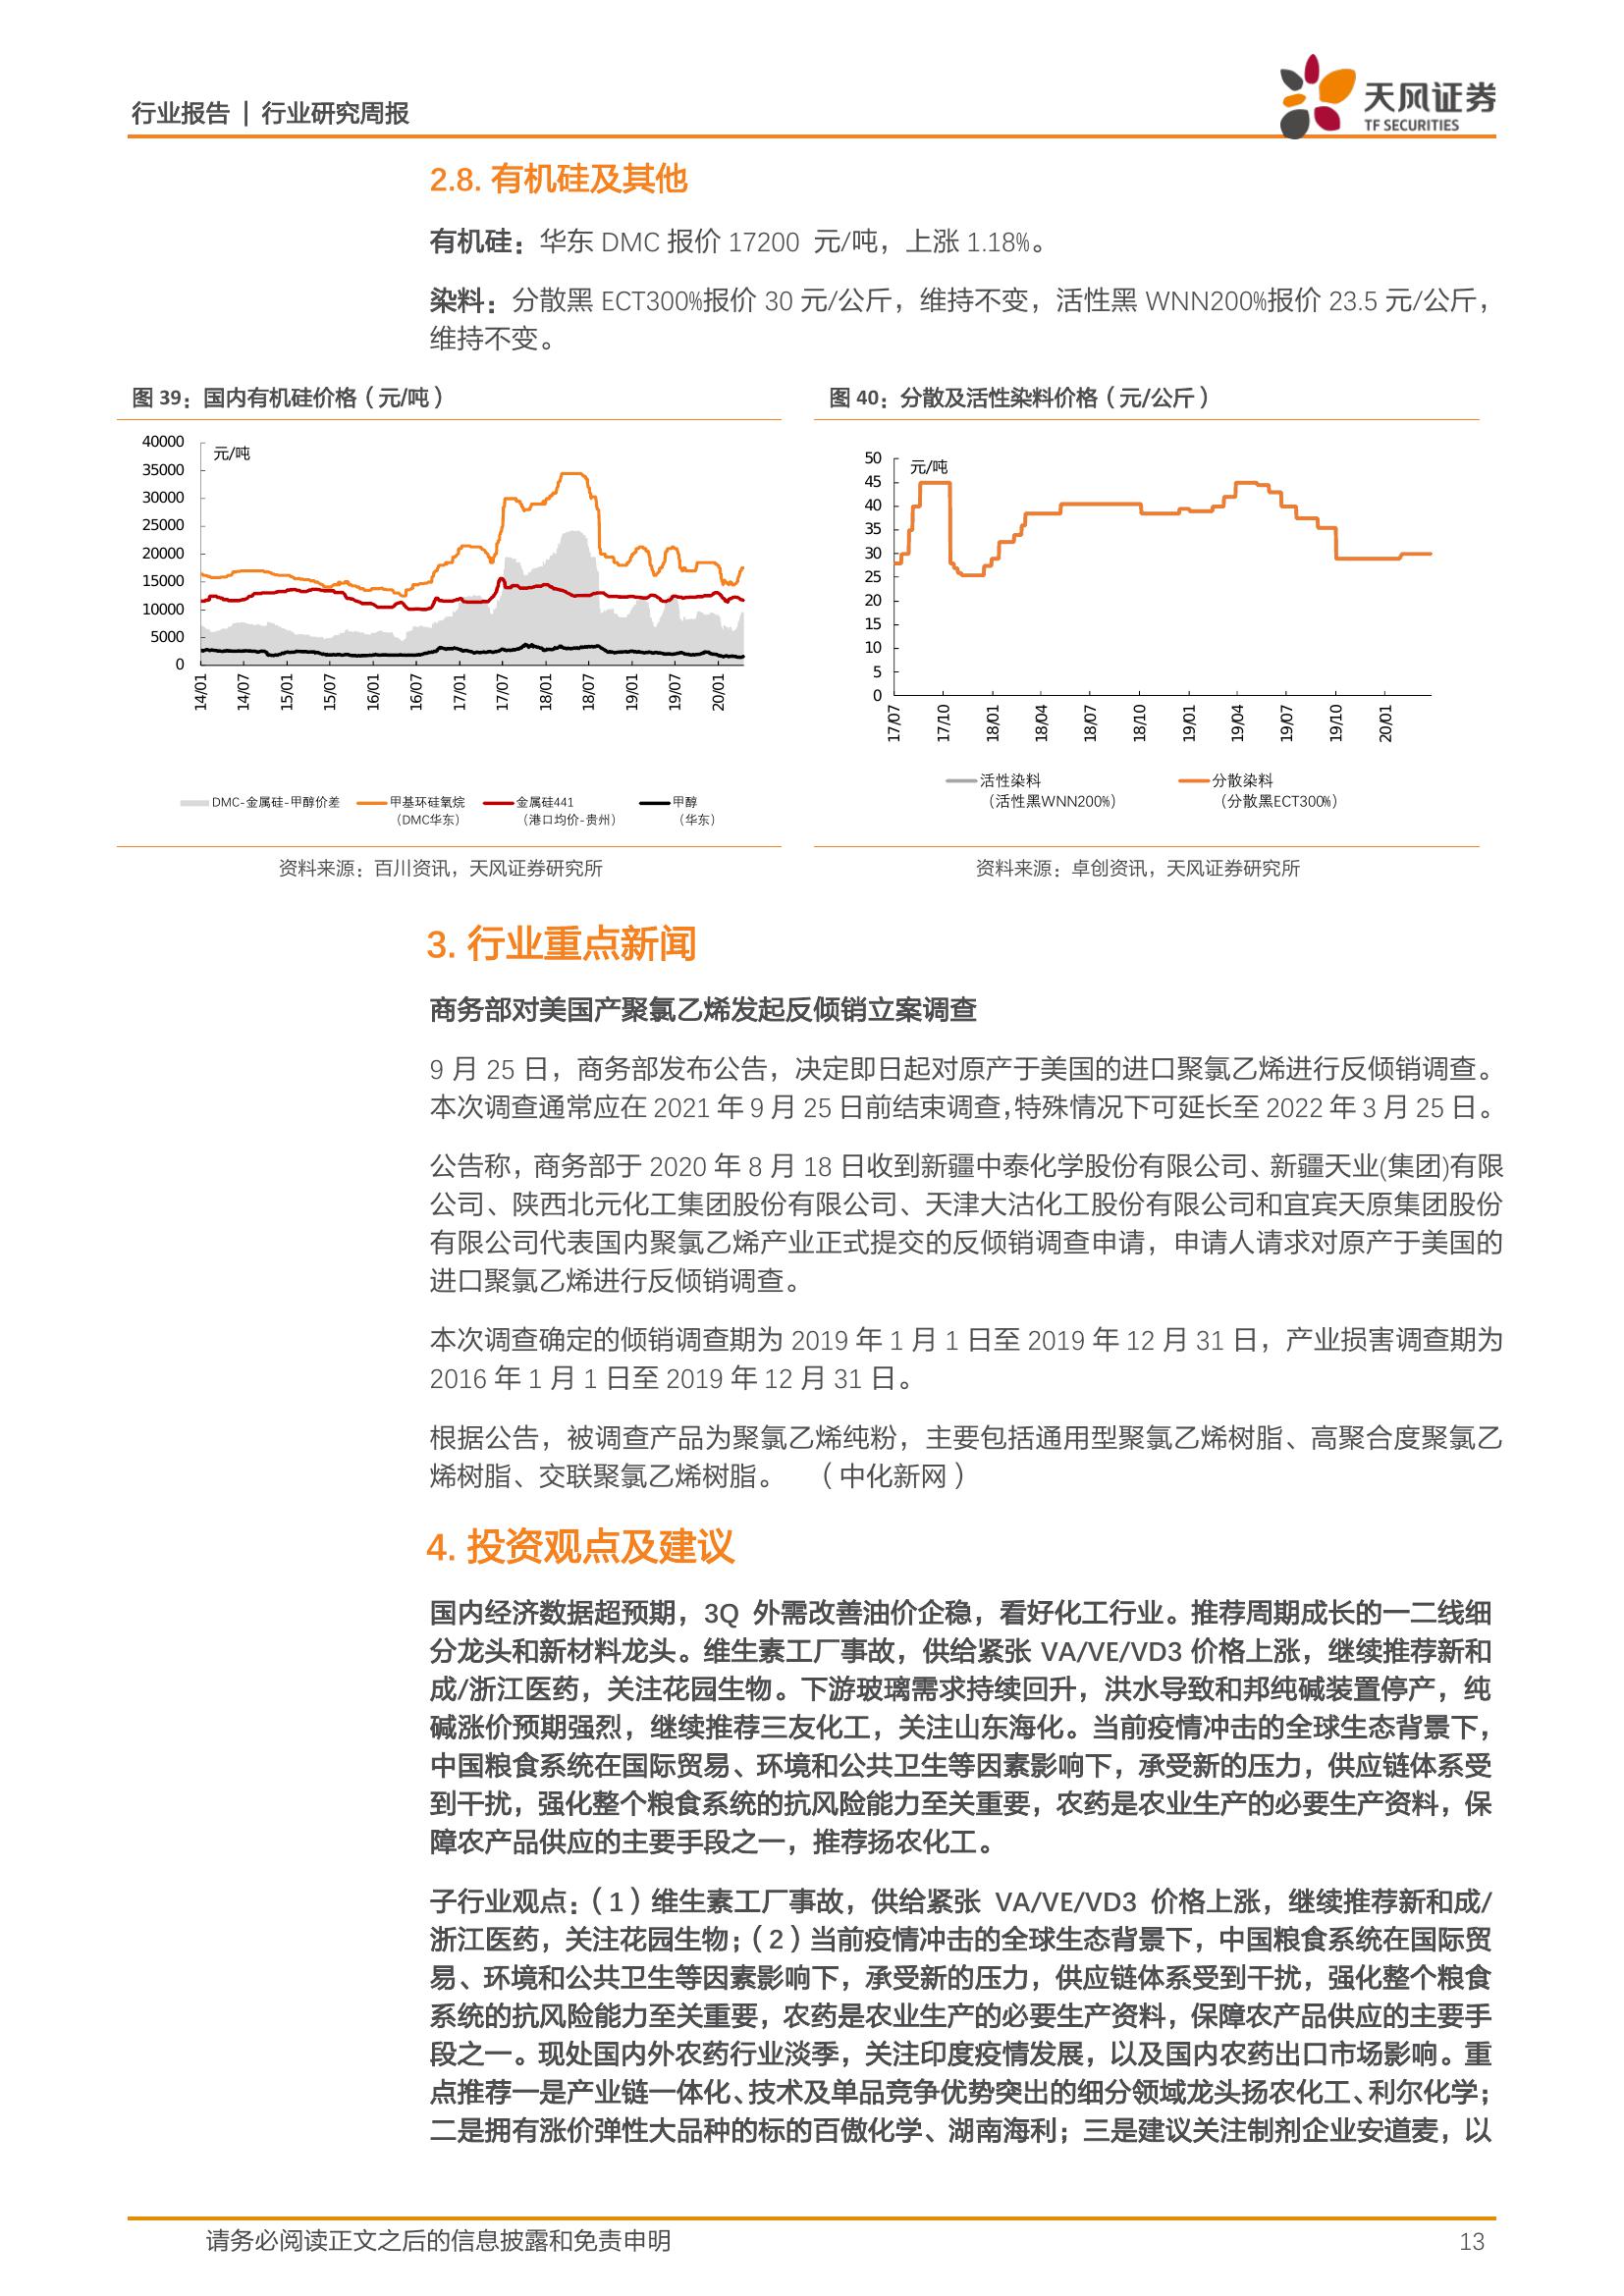 行业报告 | 行业研究周报
天风证券
TF SECURITIES
2.8. 有机硅及其他
有机硅：华东 DMC 报价 17200 元/吨，上涨 1.18%。
染料：分散黑 ECT300%报价 30 元/公斤，维持不变，活性黑 WNN200%报价 23.5 元/公斤，
维持不变。
图 39：国内有机硅价格（元/吨）
40000
35000
30000
25000
20000
15000
10000
5000
0
元/吨
14/01
14/07
15/01
15/07
16/01
16/07
17/01
17/07
18/01
18/07
19/01
19/07
20/01
DMC-金属硅-甲醇价差
甲基环硅氧烷
（DMC华东）
金属硅441
（港口均价-贵州）
甲醇
（华东）
资料来源：百川资讯，天风证券研究所
图 40：分散及活性染料价格（元/公斤）
50
45
40
35
30
25
20
15
10
5
0
元/吨
17/07
17/10
18/01
18/04
18/07
18/10
19/01
19/04
19/07
19/10
20/01
活性染料
（活性黑WNN200%）
分散染料
（分散黑ECT300%）
资料来源：卓创资讯，天风证券研究所
3. 行业重点新闻
商务部对美国产聚氯乙烯发起反倾销立案调查
9 月 25 日，商务部发布公告，决定即日起对原产于美国的进口聚氯乙烯进行反倾销调查。
本次调查通常应在 2021 年 9 月 25 日前结束调查,特殊情况下可延长至 2022 年 3 月 25 日。
公告称，商务部于 2020 年 8 月 18 日收到新疆中泰化学股份有限公司、新疆天业(集团)有限
公司、陕西北元化工集团股份有限公司、天津大沽化工股份有限公司和宜宾天原集团股份
有限公司代表国内聚氯乙烯产业正式提交的反倾销调查申请，申请人请求对原产于美国的
进口聚氯乙烯进行反倾销调查。
本次调查确定的倾销调查期为 2019 年 1 月 1 日至 2019 年 12 月 31 日，产业损害调查期为
2016 年 1 月 1 日至 2019 年 12 月 31 日。
根据公告，被调查产品为聚氯乙烯纯粉，主要包括通用型聚氯乙烯树脂、高聚合度聚氯乙
烯树脂、交联聚氯乙烯树脂。 （中化新网）
4. 投资观点及建议
国内经济数据超预期，3Q 外需改善油价企稳，看好化工行业。推荐周期成长的一二线细
分龙头和新材料龙头。维生素工厂事故，供给紧张 VA/VE/VD3 价格上涨，继续推荐新和
成/浙江医药，关注花园生物。下游玻璃需求持续回升，洪水导致和邦纯碱装置停产，纯
碱涨价预期强烈，继续推荐三友化工，关注山东海化。当前疫情冲击的全球生态背景下，
中国粮食系统在国际贸易、环境和公共卫生等因素影响下，承受新的压力，供应链体系受
到干扰，强化整个粮食系统的抗风险能力至关重要，农药是农业生产的必要生产资料，保
障农产品供应的主要手段之一，推荐扬农化工。
子行业观点：（1）维生素工厂事故，供给紧张 VA/VE/VD3 价格上涨，继续推荐新和成/
浙江医药，关注花园生物；（2）当前疫情冲击的全球生态背景下，中国粮食系统在国际贸
易、环境和公共卫生等因素影响下，承受新的压力，供应链体系受到干扰，强化整个粮食
系统的抗风险能力至关重要，农药是农业生产的必要生产资料，保障农产品供应的主要手
段之一。现处国内外农药行业淡季，关注印度疫情发展，以及国内农药出口市场影响。重
点推荐一是产业链一体化、技术及单品竞争优势突出的细分领域龙头扬农化工、利尔化学；
二是拥有涨价弹性大品种的标的百傲化学、湖南海利；三是建议关注制剂企业安道麦，以
请务必阅读正文之后的信息披露和免责申明
13